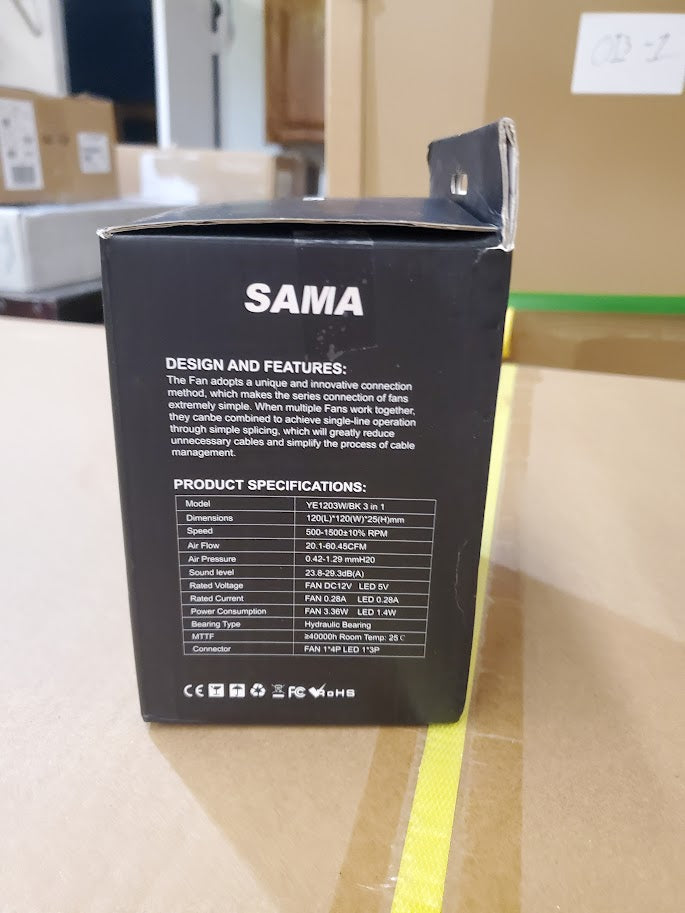 OD-1
SAMA
DESIGN AND FEATURES:
The Fan adopts a unique and innovative connection
method, which makes the series connection of fans
extremely simple. When multiple Fans work together,
they canbe combined to achieve single-line operation
through simple splicing, which will greatly reduce
unnecessary cables and simplify the process of cable
management.
PRODUCT SPECIFICATIONS:
Model YE1203W/BK 3 in 1
Dimensions 120(L)*120(W)*25(H)mm
Speed 500-1500±10% RPM
Air Flow 20.1-60.45CFM
Air Pressure 0.42-1.29 mmH20
Sound level 23.8-29.3dB(A)
Rated Voltage FAN DC12V LED 5V
Rated Current FAN 0.28A LED 0.28A
Power Consumption FAN 3.36W LED 1.4W
Bearing Type Hydraulic Bearing
MTTF ≥40000h Room Temp: 25 C
Connector FAN 1*4P LED 1*3P
CE FC RoHS